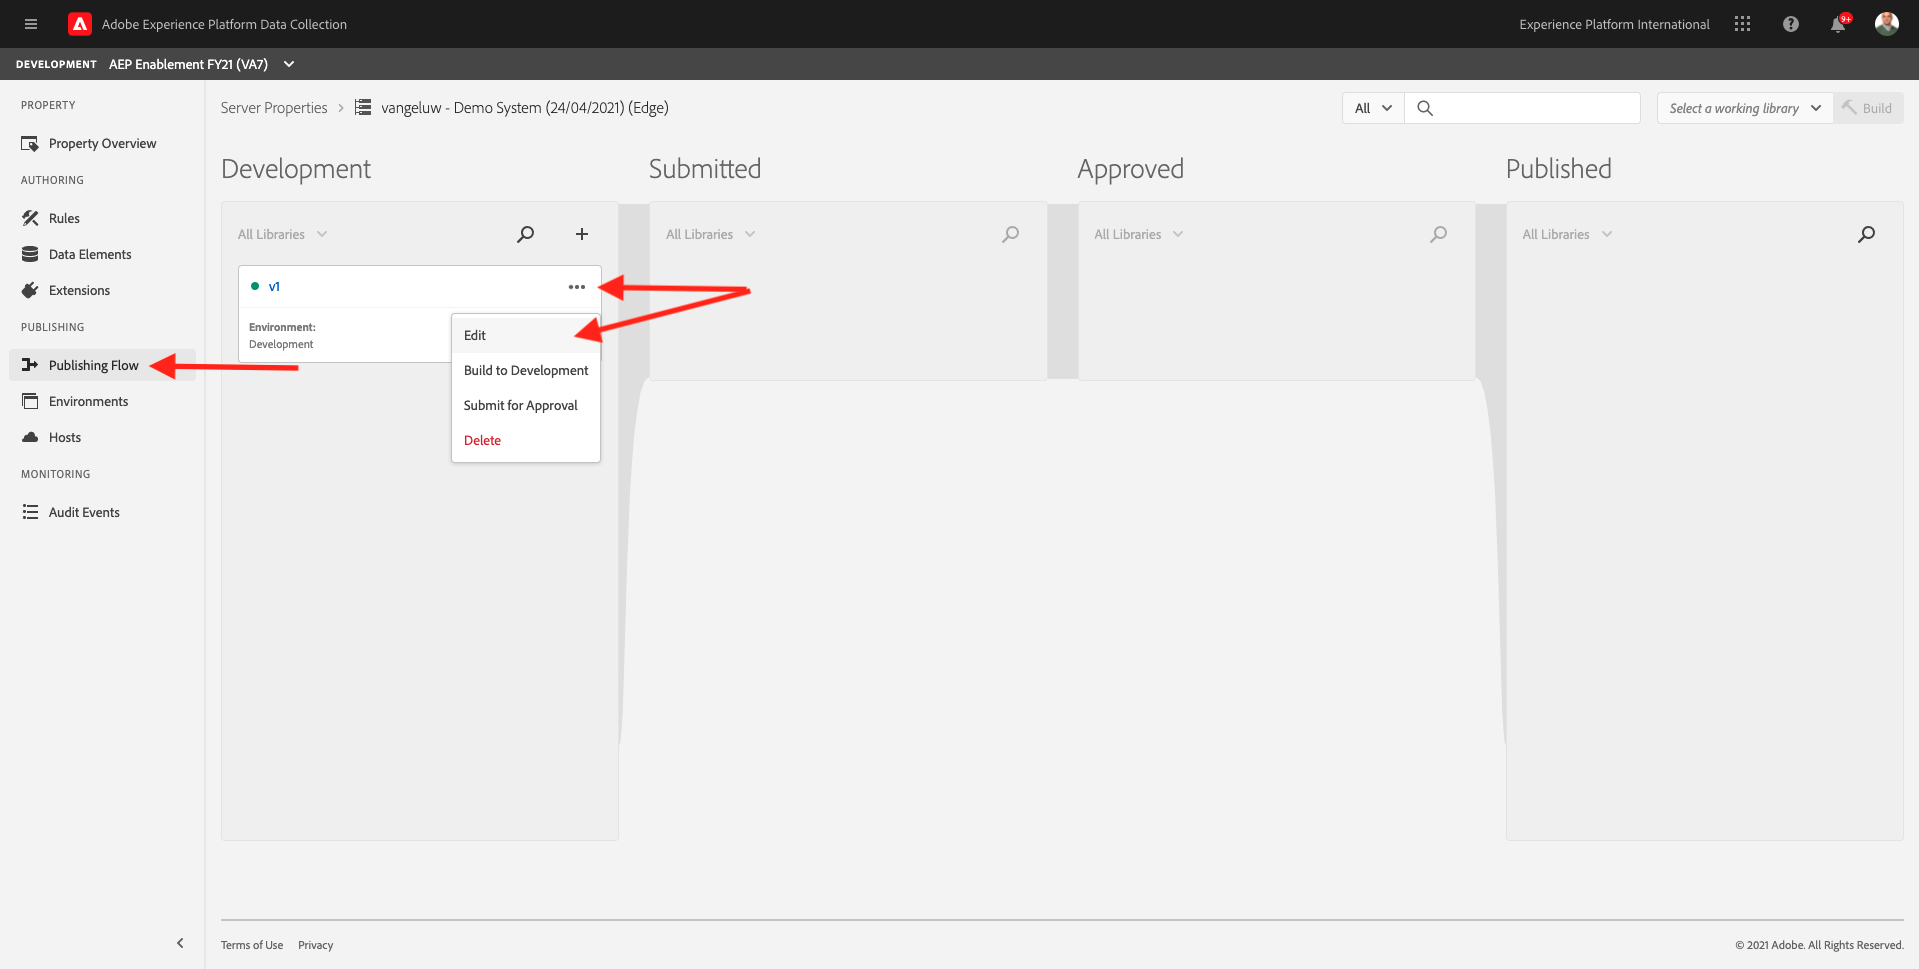 Adobe Experience Platform Data Collection
Experience Platform International
9+
DEVELOPMENT AEP Enablement FY21 (VA7)
PROPERTY
Property Overview
AUTHORING
Rules
Data Elements
Extensions
PUBLISHING
Publishing Flow
Environments
Hosts
MONITORING
Audit Events
Server Properties > vangeluw - Demo System (24/04/2021) (Edge)
All
Select a working library
Build
Development
All Libraries
v1
Environment:
Development
Edit
Build to Development
Submit for Approval
Delete
Submitted
All Libraries
Approved
All Libraries
Published
All Libraries
Terms of Use Privacy
© 2021 Adobe. All Rights Reserved.